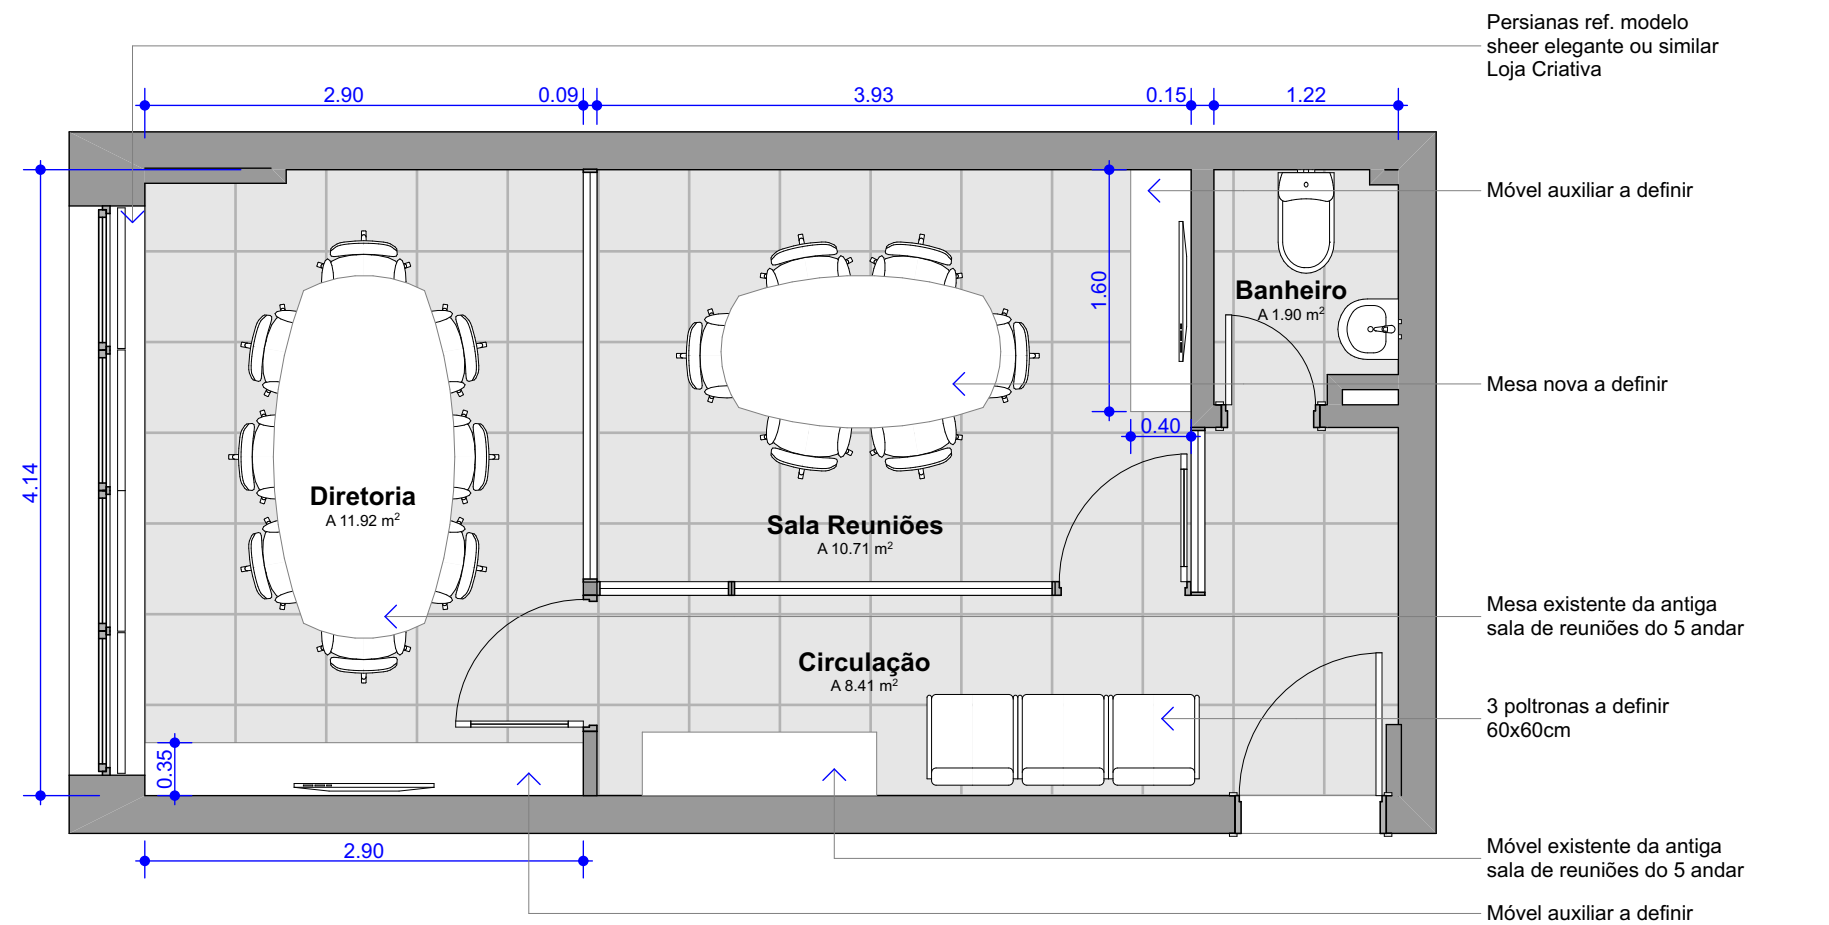 Persianas ref. modelo
sheer elegante ou similar
Loja Criativa
2.90
0.09
3.93
0.15
1.22
Móvel auxiliar a definir
1.60
Banheiro
A 1.90 m²
Mesa nova a definir
0.40
4.14
Diretoria
A 11.92 m²
Sala Reuniões
A 10.71 m²
Mesa existente da antiga
sala de reuniões do 5 andar
Circulação
A 8.41 m²
3 poltronas a definir
60x60cm
0.35
2.90
Móvel existente da antiga
sala de reuniões do 5 andar
Móvel auxiliar a definir